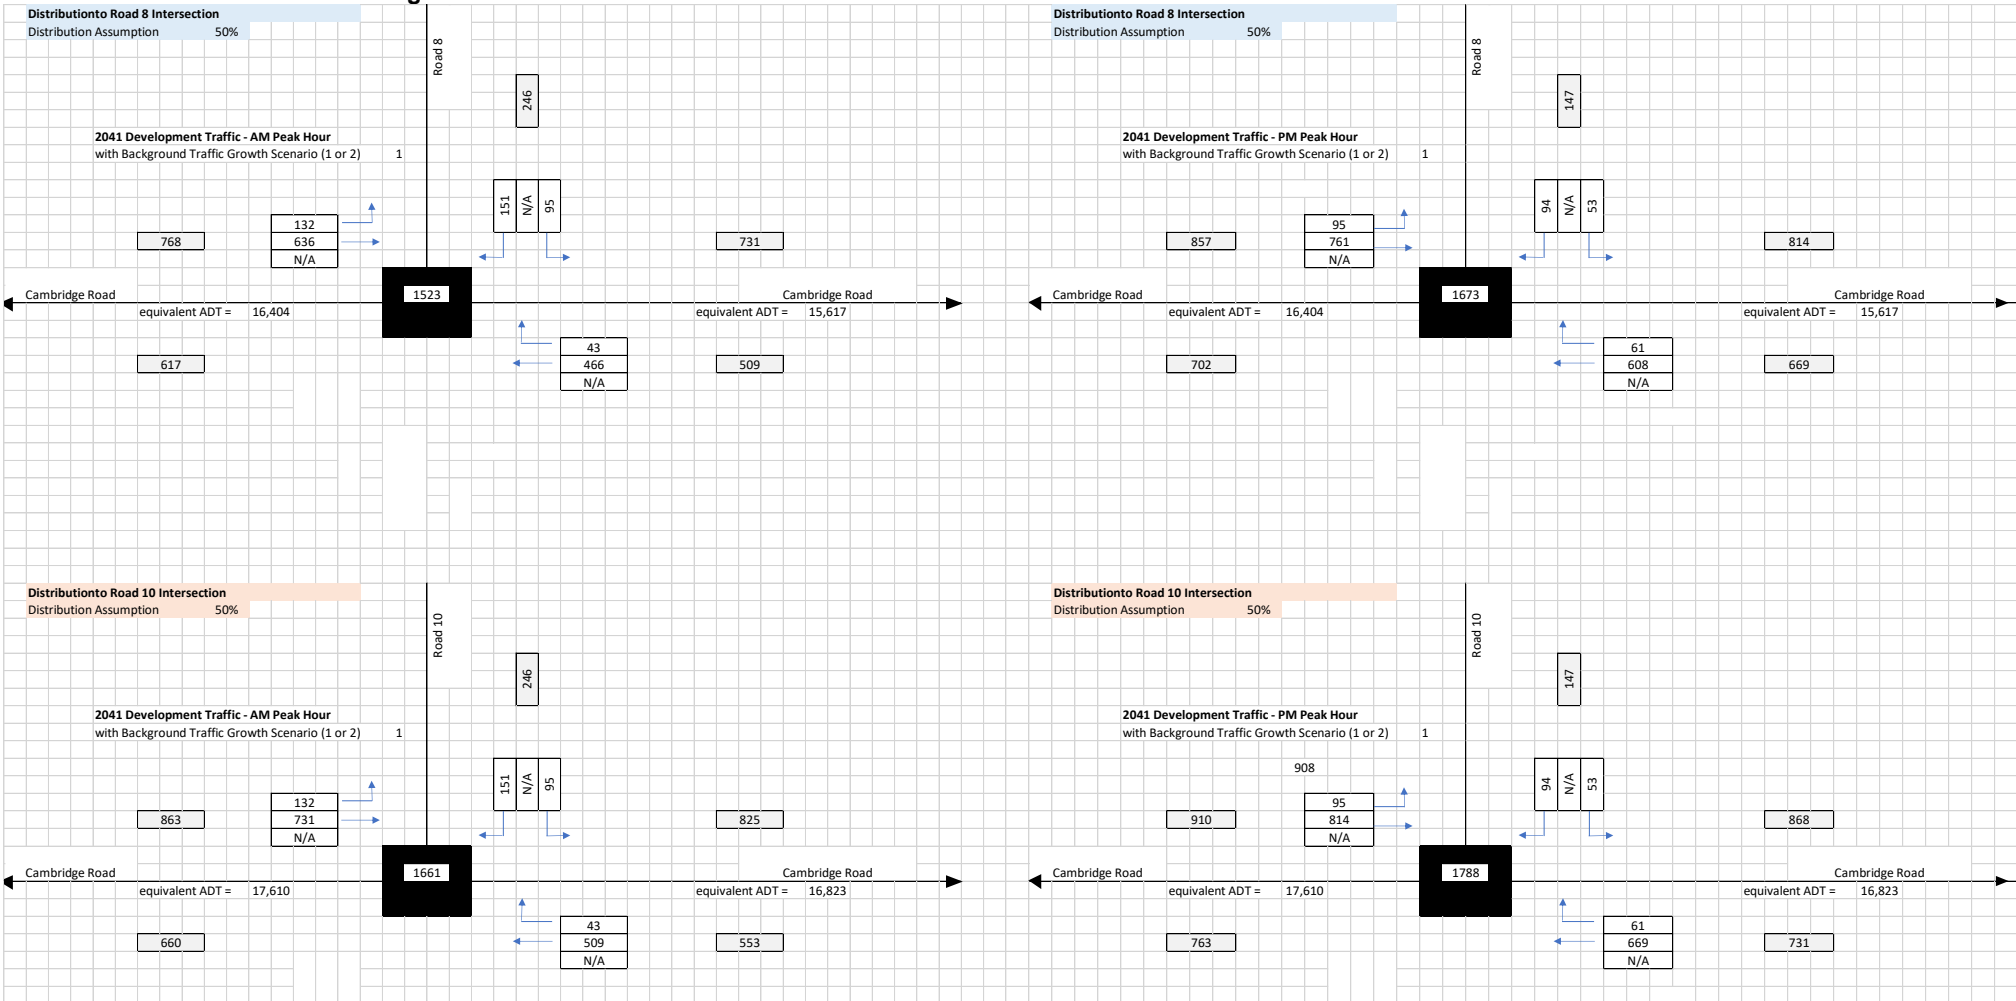 g
Distributionto Road 8 Intersection
Distribution Assumption 50%
Road 8
246
2041 Development Traffic - AM Peak Hour
with Background Traffic Growth Scenario (1 or 2) 1
151 N/A 95
132
768 636 731
N/A
1523
Cambridge Road Cambridge Road
equivalent ADT = 16,404 equivalent ADT = 15,617
43
617 466 509
N/A
Distributionto Road 8 Intersection
Distribution Assumption 50%
Road 8
147
2041 Development Traffic - PM Peak Hour
with Background Traffic Growth Scenario (1 or 2) 1
94 N/A 53
95
857 761 814
N/A
1673
Cambridge Road Cambridge Road
equivalent ADT = 16,404 equivalent ADT = 15,617
61
702 608 669
N/A
Distributionto Road 10 Intersection
Distribution Assumption 50%
Road 10
246
2041 Development Traffic - AM Peak Hour
with Background Traffic Growth Scenario (1 or 2) 1
151 N/A 95
132
863 731 825
N/A
1661
Cambridge Road Cambridge Road
equivalent ADT = 17,610 equivalent ADT = 16,823
43
660 509 553
N/A
Distributionto Road 10 Intersection
Distribution Assumption 50%
Road 10
147
2041 Development Traffic - PM Peak Hour
with Background Traffic Growth Scenario (1 or 2) 1
908
94 N/A 53
95
910 814 868
N/A
1788
Cambridge Road Cambridge Road
equivalent ADT = 17,610 equivalent ADT = 16,823
61
763 669 731
N/A